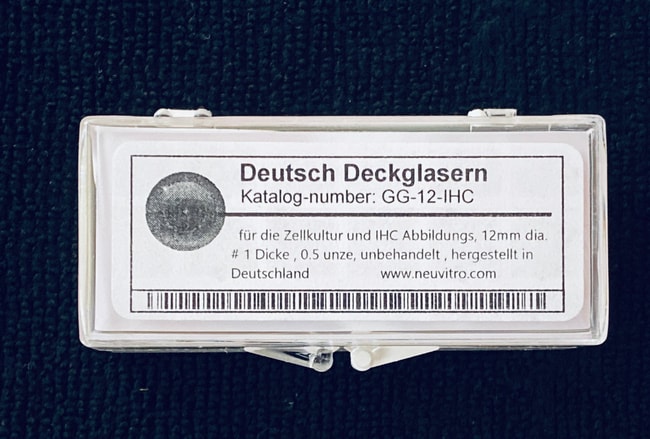 Deutsch Deckglasern
Katalog-number: GG-12-IHC
für die Zellkultur und IHC Abbildungs, 12mm dia.
# 1 Dicke , 0.5 unze, unbehandelt , hergestellt in
Deutschland www.neuvitro.com